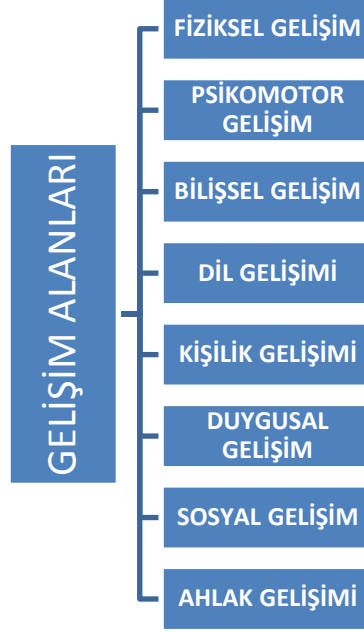 GELİŞİM ALANLARI
FİZİKSEL GELİŞİM
PSİKOMOTOR
GELİŞİM
BİLİŞSEL GELİŞİM
DİL GELİŞİMİ
KİŞİLİK GELİŞİMİ
DUYGUSAL
GELİŞİM
SOSYAL GELİŞİM
AHLAK GELİŞİMİ